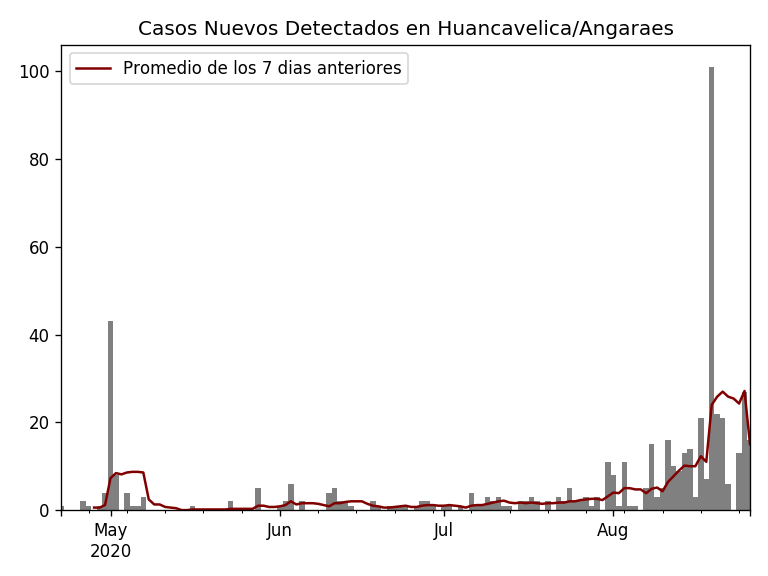 Casos Nuevos Detectados en Huancavelica/Angaraes
Promedio de los 7 dias anteriores
100
80
60
40
20
0
May Jun Jul Aug
2020